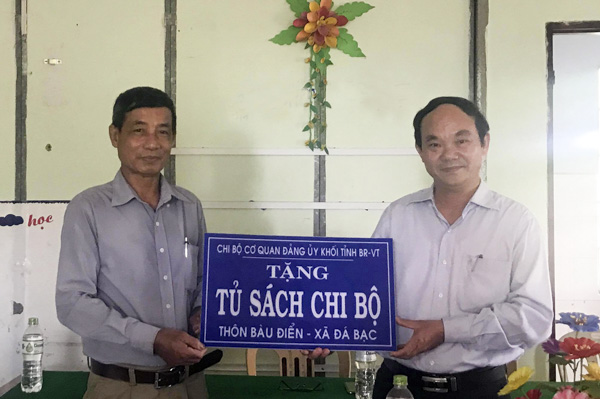 học
CHI BỘ CƠ QUAN ĐẢNG ỦY KHỐI TỈNH BR-VT
TẶNG
TỦ SÁCH CHI BỘ
THÔN BÀU ĐIỂN - XÃ ĐÁ BẠC